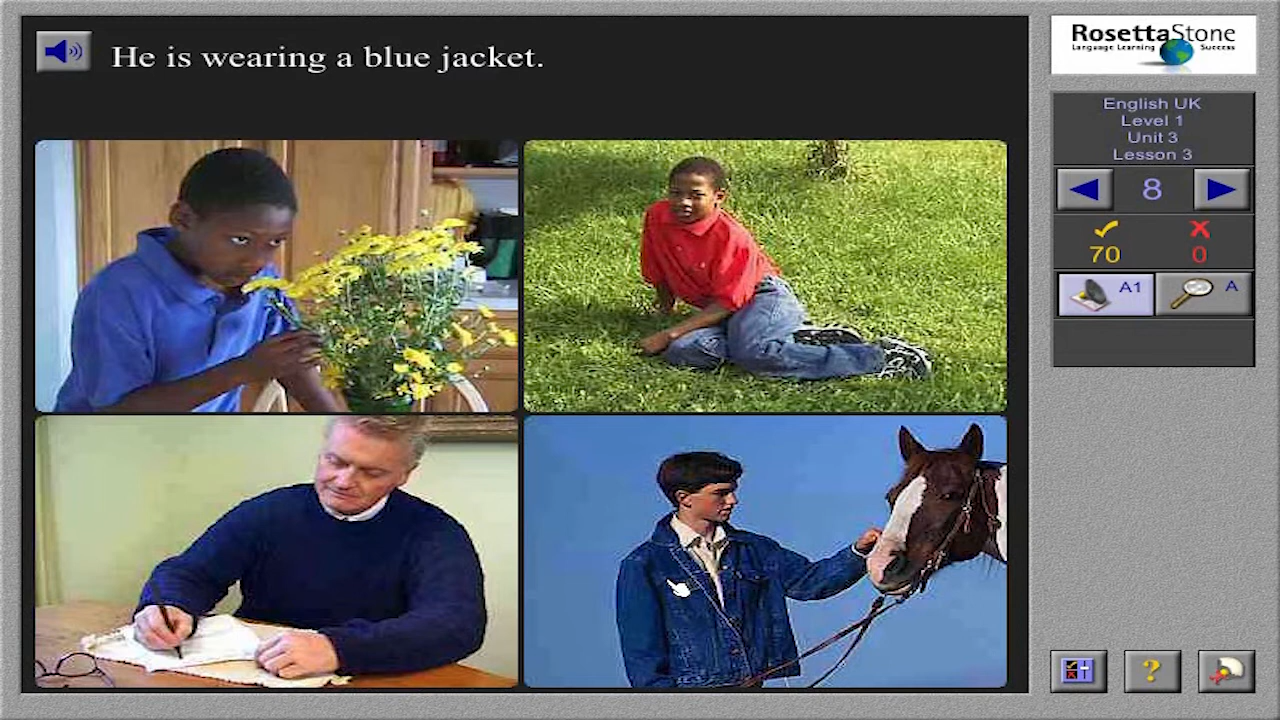 He is wearing a blue jacket.
RosettaStone
Language Learning Success
English UK
Level 1
Unit 3
Lesson 3
8
70 0
A1 A
?